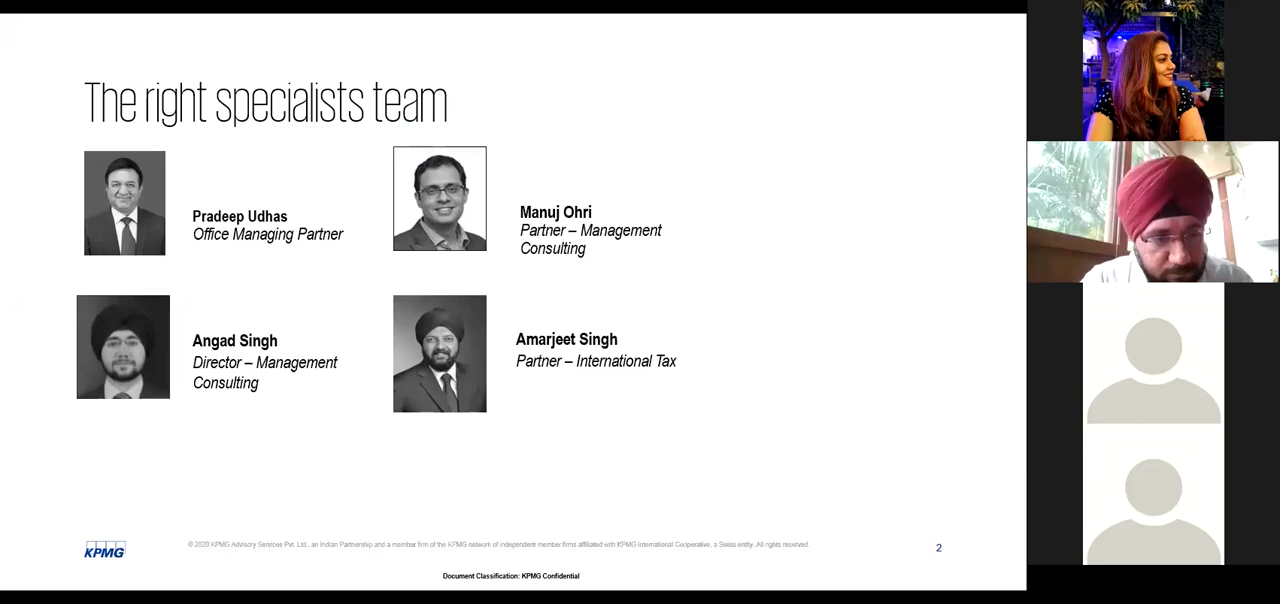 The right specialists team
Pradeep Udhas
Office Managing Partner
Manuj Ohri
Partner – Management
Consulting
Angad Singh
Director – Management
Consulting
Amarjeet Singh
Partner – International Tax
KPMG
© 2020 KPMG Advisory Services Pvt. Ltd., an Indian Partnership and a member firm of the KPMG network of independent member firms affiliated with KPMG International Cooperative, a Swiss entity. All rights reserved.
2
Document Classification: KPMG Confidential